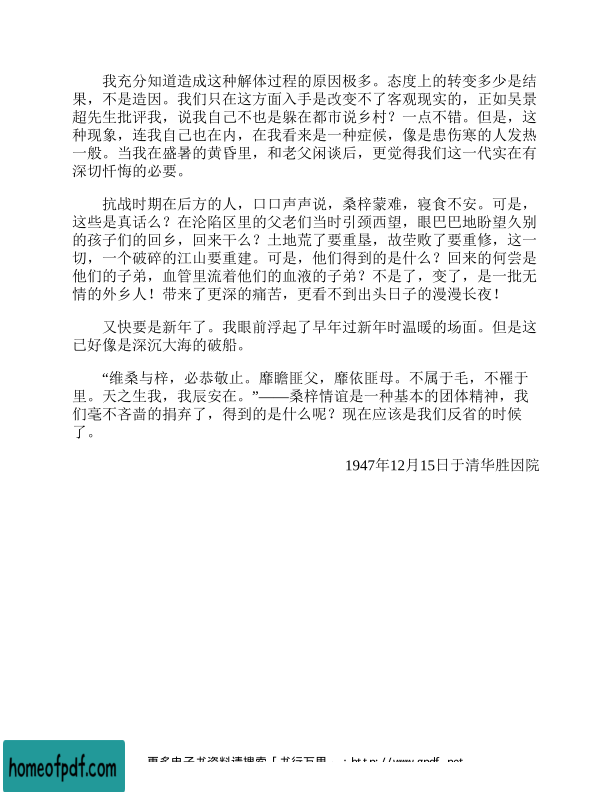 我充分知道造成这种解体过程的原因极多。态度上的转变多少是结
果，不是造因。我们只在这方面入手是改变不了客观现实的，正如吴景
超先生批评我，说我自己不也是躲在都市说乡村？一点不错。但是，这
种现象，连我自己也在内，在我看来是一种症候，像是患伤寒的人发热
一般。当我在盛暑的黄昏里，和老父闲谈后，更觉得我们这一代实在有
深切忏悔的必要。
抗战时期在后方的人，口口声声说，桑梓蒙难，寝食不安。可是，
这些是真话么？在沦陷区里的父老们当时引颈西望，眼巴巴地盼望久别
的孩子们的回乡，回来干么？土地荒了要重垦，故茔败了要重修，这一
切，一个破碎的江山要重建。可是，他们得到的是什么？回来的何尝是
他们的子弟，血管里流着他们的血液的子弟？不是了，变了，是一批无
情的外乡人！带来了更深的痛苦，更看不到出头日子的漫漫长夜！
又快要是新年了。我眼前浮起了早年过新年时温暖的场面。但是这
已好像是深沉大海的破船。
“维桑与梓，必恭敬止。靡瞻匪父，靡依匪母。不属于毛，不罹于
里。天之生我，我辰安在。”——桑梓情谊是一种基本的团体精神，我
们毫不吝啬的捐弃了，得到的是什么呢？现在应该是我们反省的时候
了。
1947年12月15日于清华胜因院
homeofpdf.com
更多电子书资料请搜索「书行万里